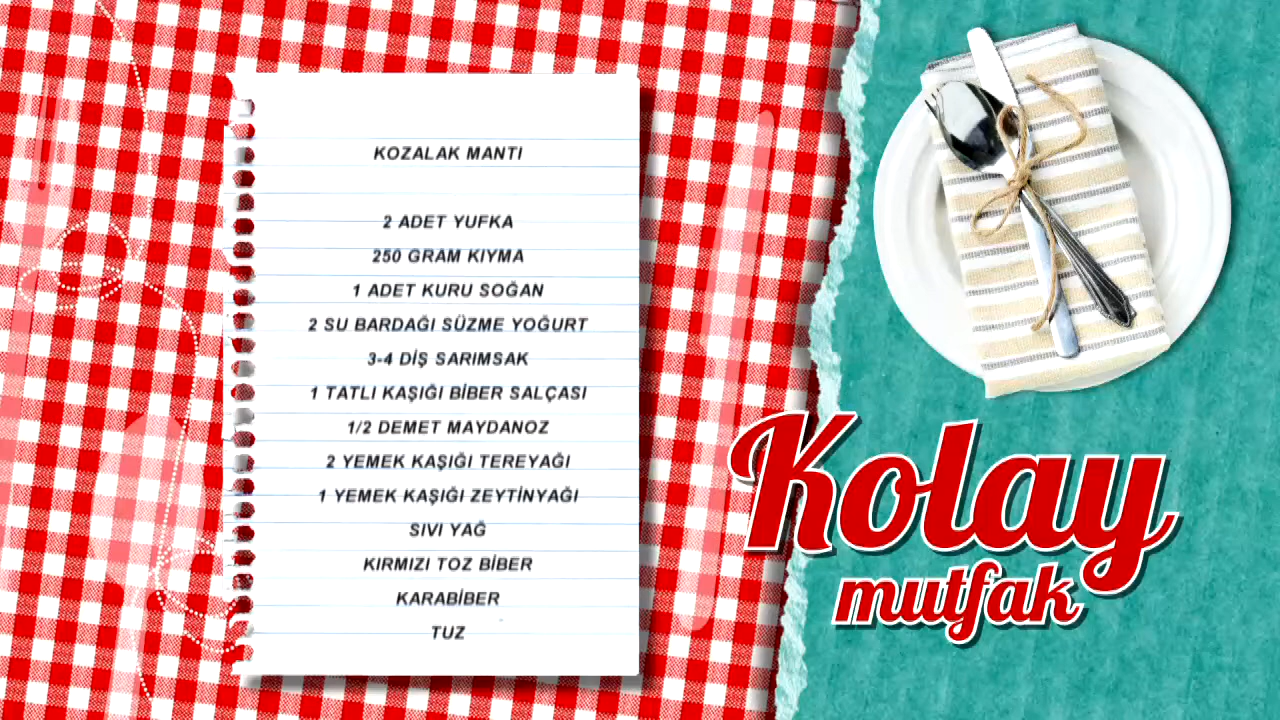 KOZALAK MANTI
2 ADET YUFKA
250 GRAM KIYMA
1 ADET KURU SOĞAN
2 SU BARDAĞI SÜZME YOĞURT
3-4 DİŞ SARIMSAK
1 TATLI KAŞIĞI BİBER SALÇASI
1/2 DEMET MAYDANOZ
2 YEMEK KAŞIĞI TEREYAĞI
1 YEMEK KAŞIĞI ZEYTİNYAĞI
SIVI YAĞ
KIRMIZI TOZ BİBER
KARABİBER
TUZ
Kolay
mutfak